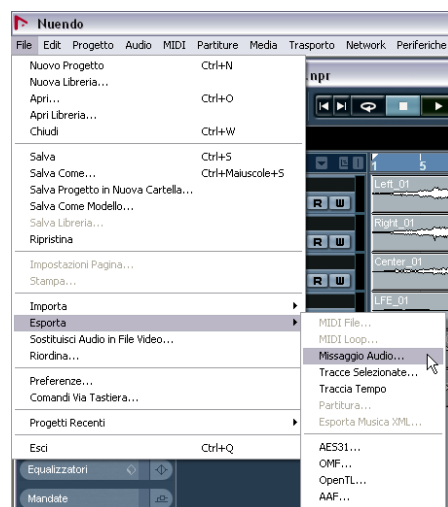 Nuendo
File Edit Progetto Audio MIDI Partiture Media Trasporto Network Periferiche
Nuovo Progetto Ctrl+N
Nuova Libreria...
.npr
Apri... Ctrl+O
Apri Libreria...
Chiudi Ctrl+W
Salva Ctrl+S
1 5
Salva Come... Ctrl+Maiuscole+S
Left_01
Salva Progetto in Nuova Cartella...
Salva Come Modello...
R W
Salva Libreria...
Right_01
Ripristina
R W
Impostazioni Pagina...
Center_01
Stampa...
R W
Importa
LFE_01
Esporta
MIDI File...
Sostituisci Audio in File Video...
MIDI Loop...
Riordina...
Missaggio Audio...
Tracce Selezionate...
Preferenze...
Traccia Tempo
Comandi Via Tastiera...
Partitura...
Progetti Recenti
Esporta Musica XML...
Esci Ctrl+Q
AES31...
Equalizzatori
OMF...
OpenTL...
Mandate
AAF...